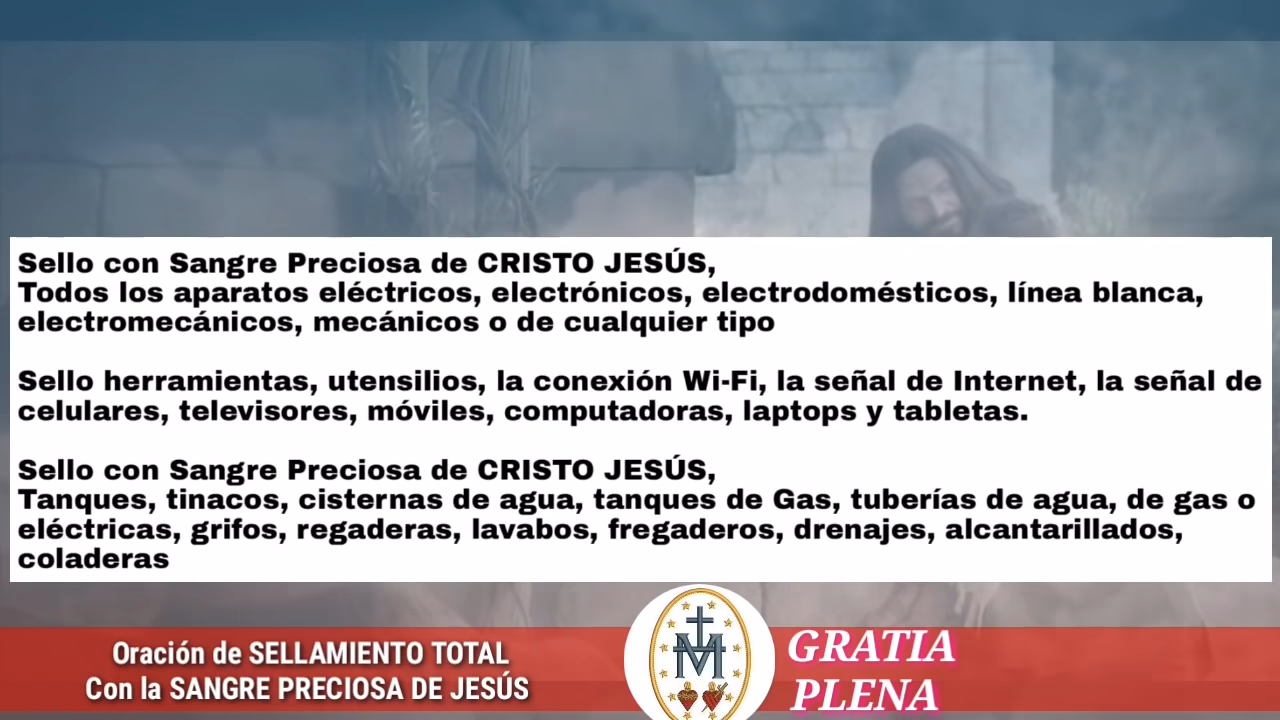 Sello con Sangre Preciosa de CRISTO JESÚS,
Todos los aparatos eléctricos, electrónicos, electrodomésticos, línea blanca,
electromecánicos, mecánicos o de cualquier tipo
Sello herramientas, utensilios, la conexión Wi-Fi, la señal de Internet, la señal de
celulares, televisores, móviles, computadoras, laptops y tabletas.
Sello con Sangre Preciosa de CRISTO JESÚS,
Tanques, tinacos, cisternas de agua, tanques de Gas, tuberías de agua, de gas o
eléctricas, grifos, regaderas, lavabos, fregaderos, drenajes, alcantarillados,
coladeras
Oración de SELLAMIENTO TOTAL
Con la SANGRE PRECIOSA DE JESÚS
GRATIA
PLENA